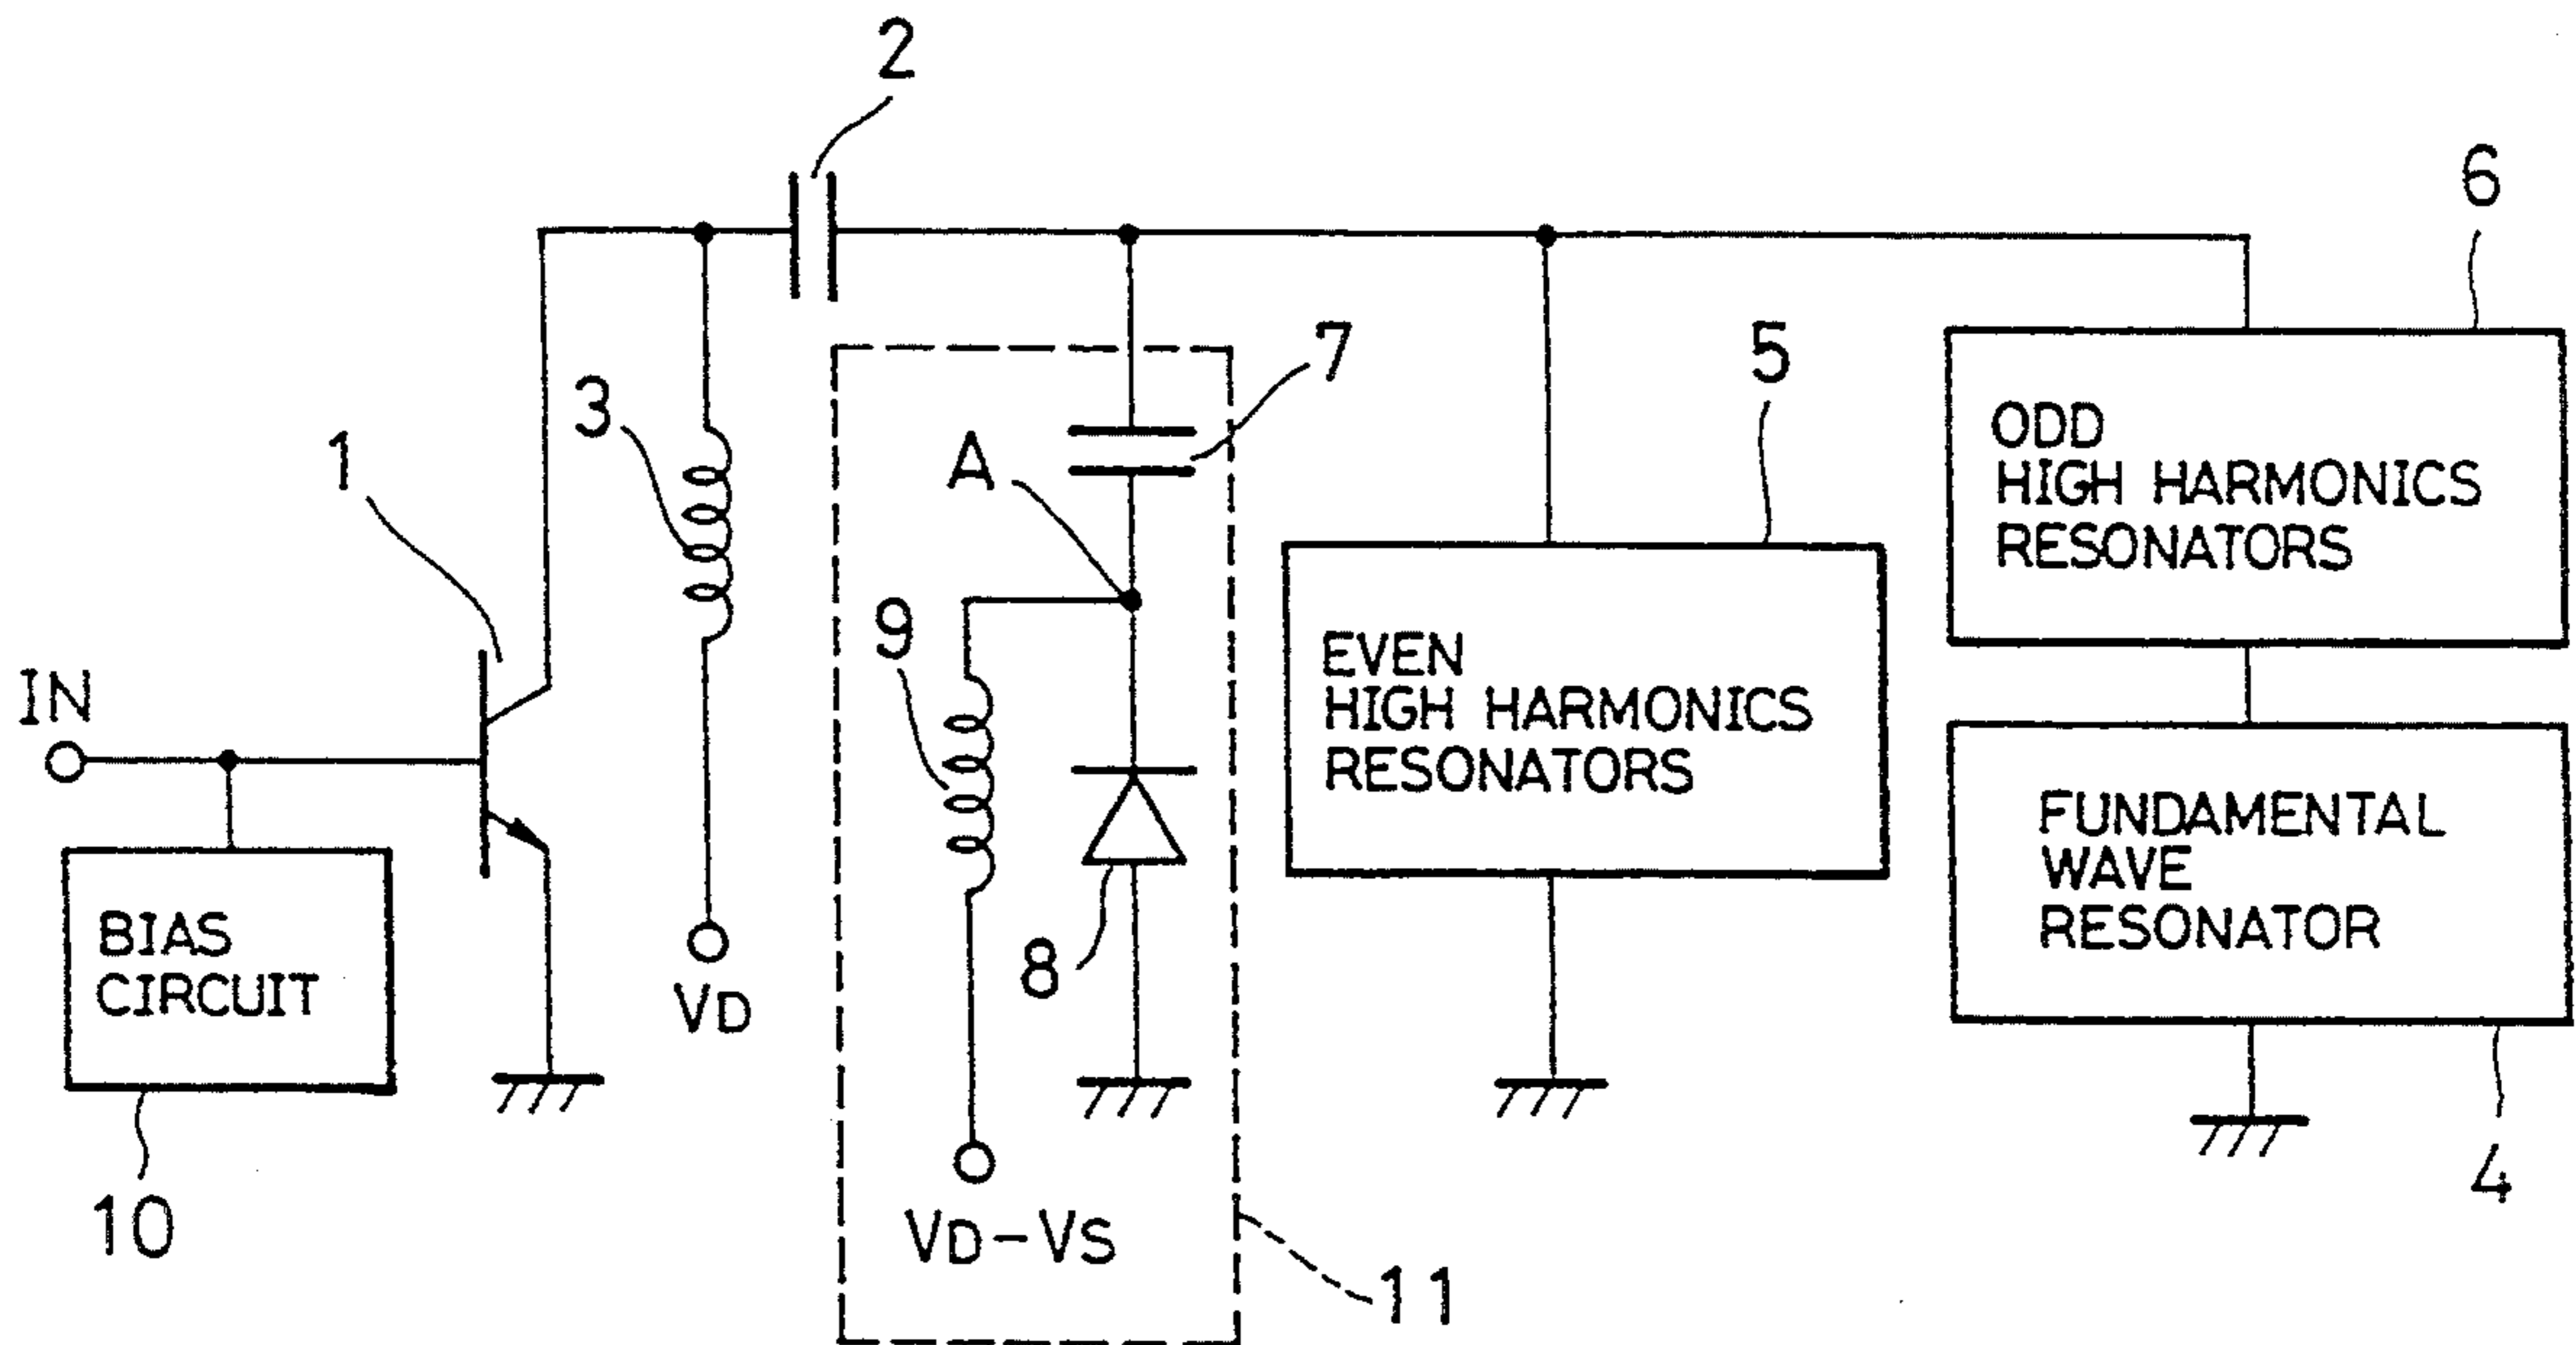 2
6
7
5
3
A
1
ODD
HIGH HARMONICS
RESONATORS
9
EVEN
HIGH HARMONICS
RESONATORS
IN
FUNDAMENTAL
WAVE
RESONATOR
BIAS
CIRCUIT
8
VD
10
VD-VS
11
4